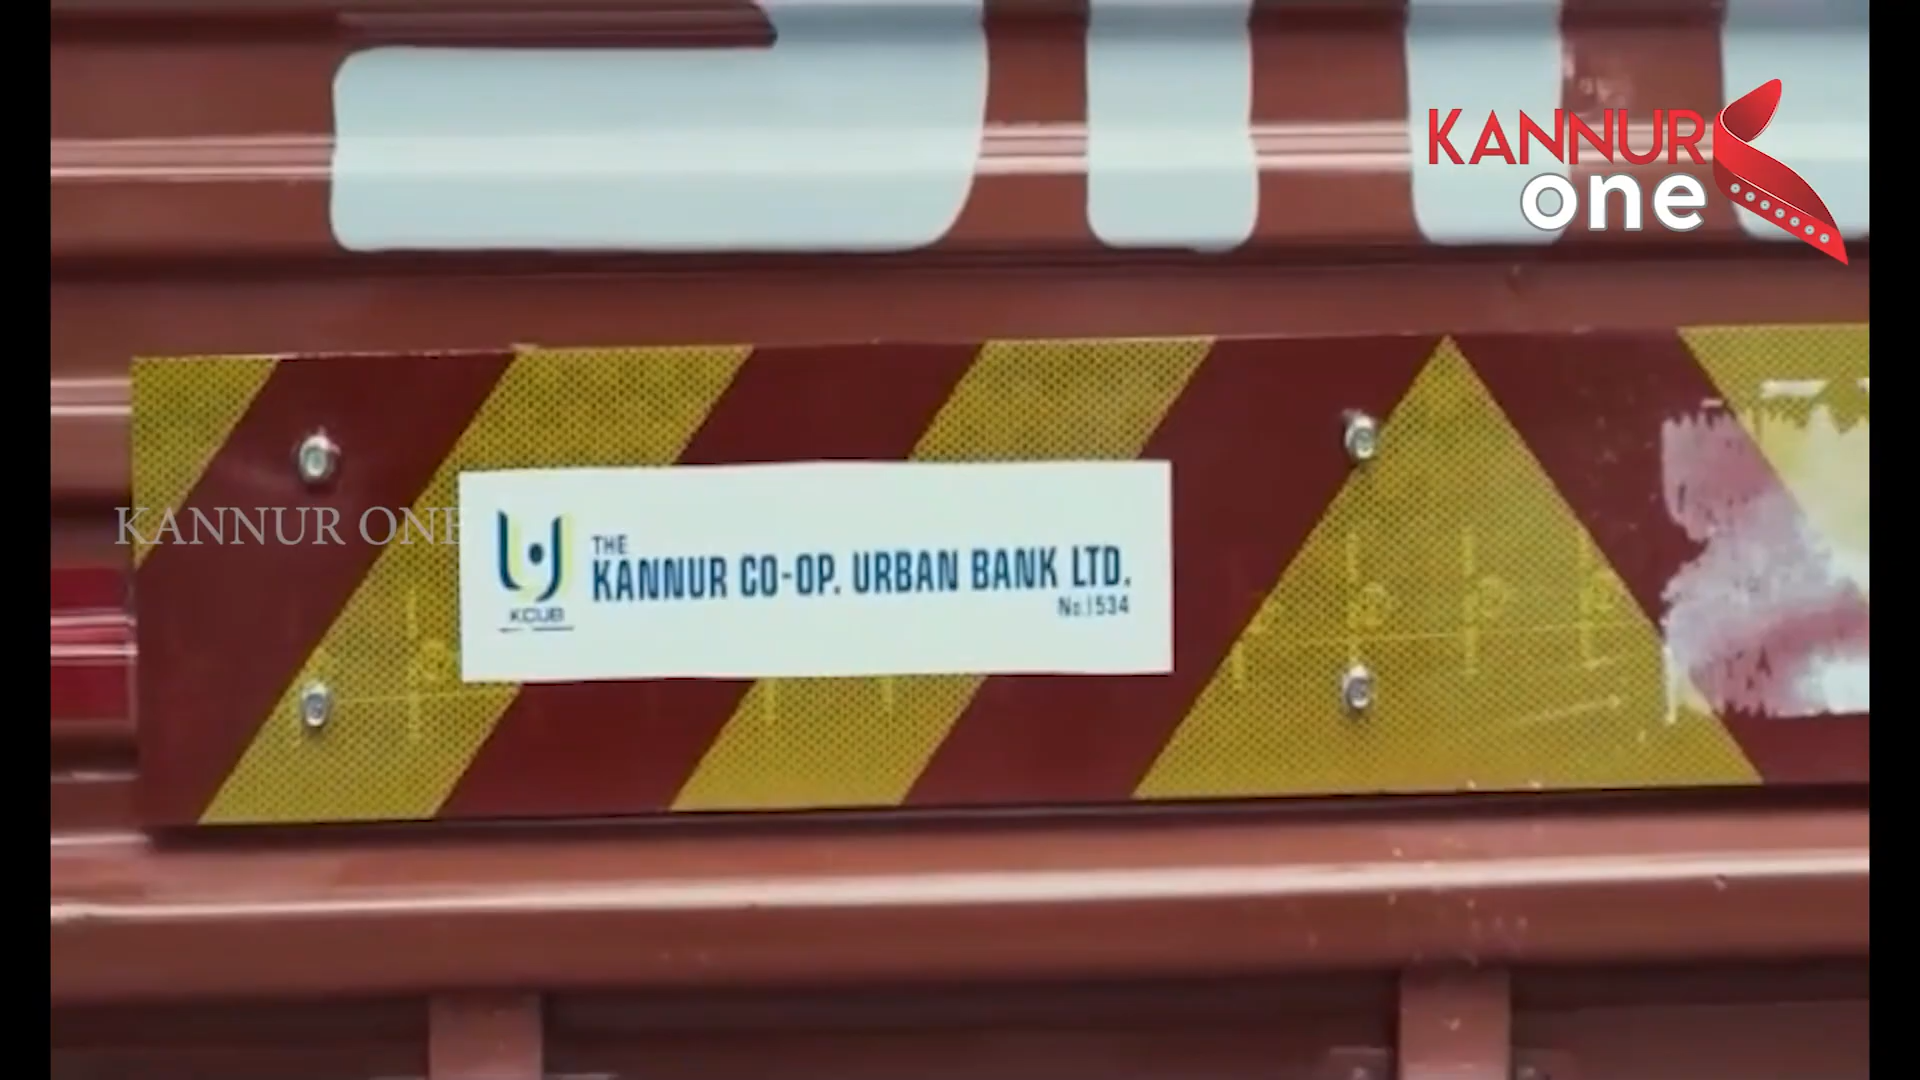 KANNUR
one
KANNUR ONE
THE
KANNUR CO-OP. URBAN BANK LTD.
No.1534
KCUB